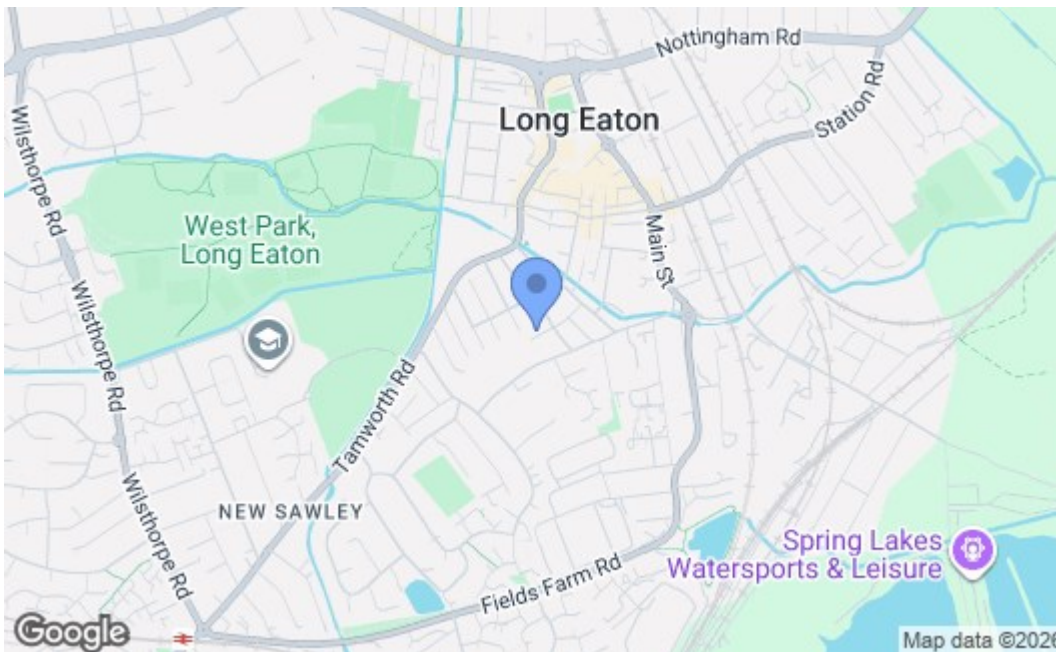 Nottingham Rd
Long Eaton
Station Rd
Wilsthorpe Rd
West Park,
Long Eaton
Main St
Wilsthorpe Rd
Tamworth Rd
Wilsthorpe Rd
NEW SAWLEY
Spring Lakes
Watersports & Leisure
Fields Farm Rd
Google
Map data ©2026